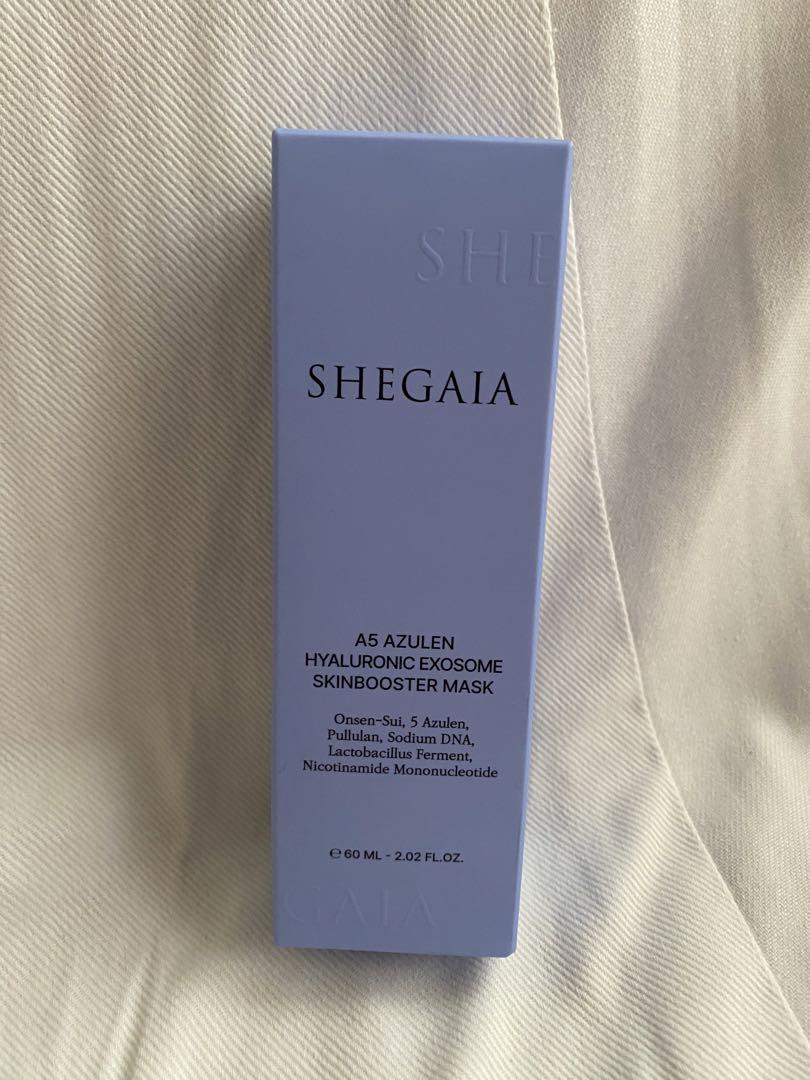 SHE
SHEGAIA
A5 AZULEN
HYALURONIC EXOSOME
SKINBOOSTER MASK
Onsen-Sui, 5 Azulen,
Pullulan, Sodium DNA,
Lactobacillus Ferment,
Nicotinamide Mononucleotide
℮ 60 ML - 2.02 FL.OZ.
GAIA